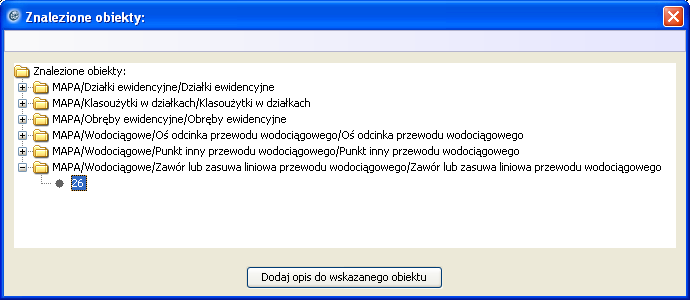 Znalezione obiekty:
Znalezione obiekty:
MAPA/Działki ewidencyjne/Działki ewidencyjne
MAPA/Klasoużytki w działkach/Klasoużytki w działkach
MAPA/Obręby ewidencyjne/Obręby ewidencyjne
MAPA/Wodociągowe/Oś odcinka przewodu wodociągowego/Oś odcinka przewodu wodociągowego
MAPA/Wodociągowe/Punkt inny przewodu wodociągowego/Punkt inny przewodu wodociągowego
MAPA/Wodociągowe/Zawór lub zasuwa liniowa przewodu wodociągowego/Zawór lub zasuwa liniowa przewodu wodociągowego
26
Dodaj opis do wskazanego obiektu